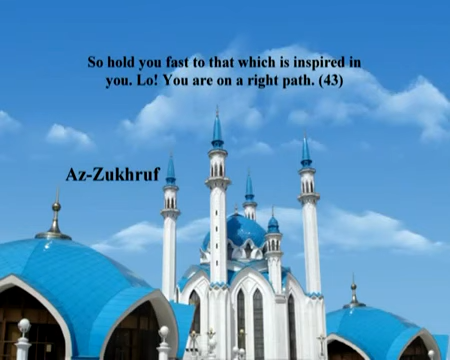 So hold you fast to that which is inspired in
you. Lo! You are on a right path. (43)
Az-Zukhruf